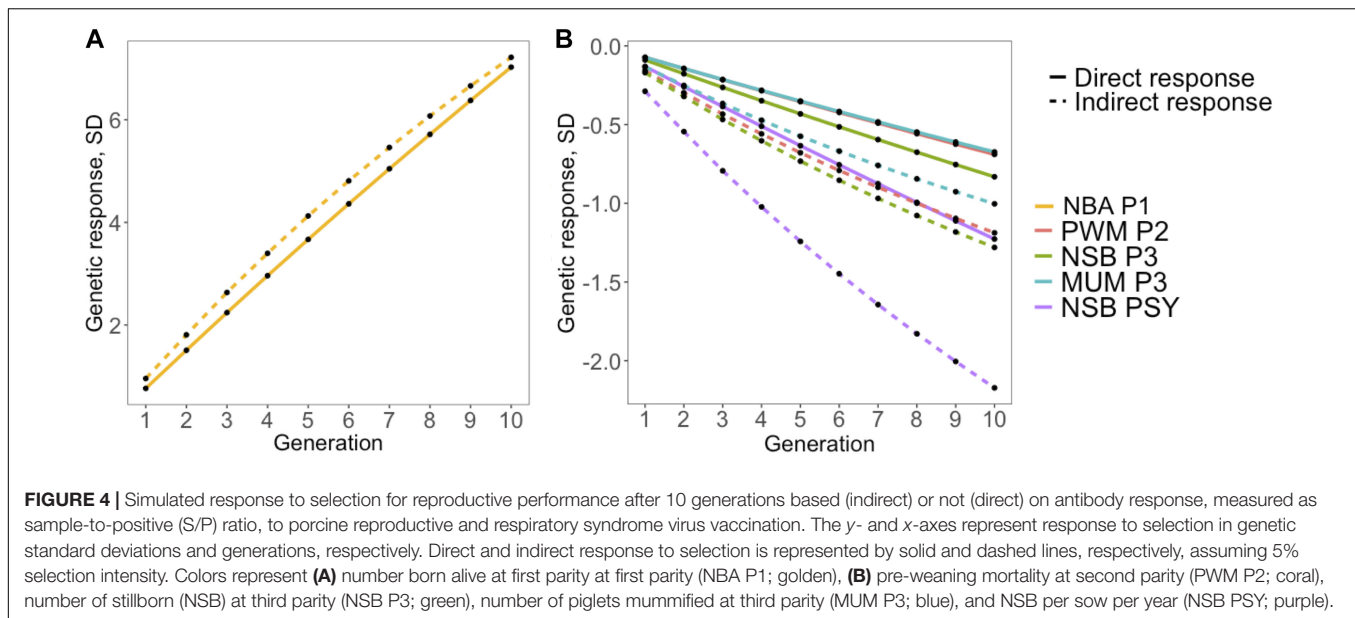 A
B
Genetic response, SD
6
4
2
1 2 3 4 5 6 7 8 9 10
Generation
Genetic response, SD
0.0
-0.5
-1.0
-1.5
-2.0
1 2 3 4 5 6 7 8 9 10
Generation
Direct response
Indirect response
NBA P1
PWM P2
NSB P3
MUM P3
NSB PSY
FIGURE 4 | Simulated response to selection for reproductive performance after 10 generations based (indirect) or not (direct) on antibody response, measured as
sample-to-positive (S/P) ratio, to porcine reproductive and respiratory syndrome virus vaccination. The y- and x-axes represent response to selection in genetic
standard deviations and generations, respectively. Direct and indirect response to selection is represented by solid and dashed lines, respectively, assuming 5%
selection intensity. Colors represent (A) number born alive at first parity at first parity (NBA P1; golden), (B) pre-weaning mortality at second parity (PWM P2; coral),
number of stillborn (NSB) at third parity (NSB P3; green), number of piglets mummified at third parity (MUM P3; blue), and NSB per sow per year (NSB PSY; purple).